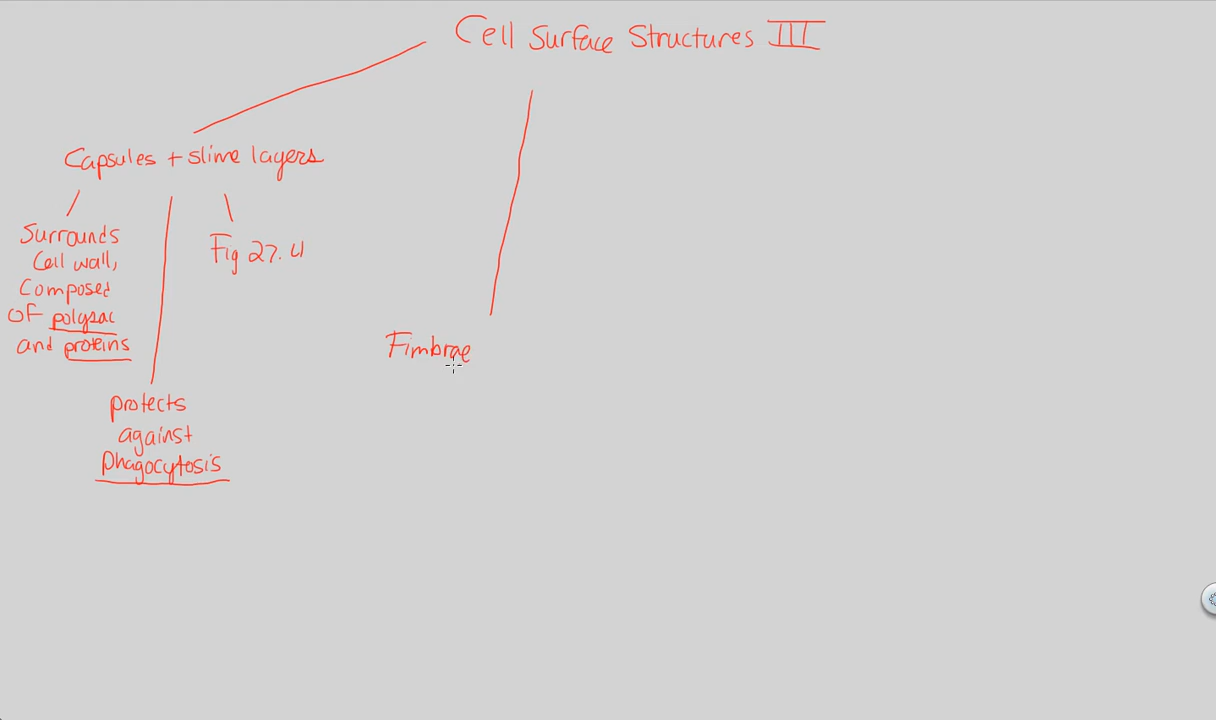 Cell Surface Structures III
Capsules + slime layers
Surrounds
Cell wall,
Composed
OF polysac
and proteins
Fig 27.4
protects
against
Phagocytosis
Fimbrae